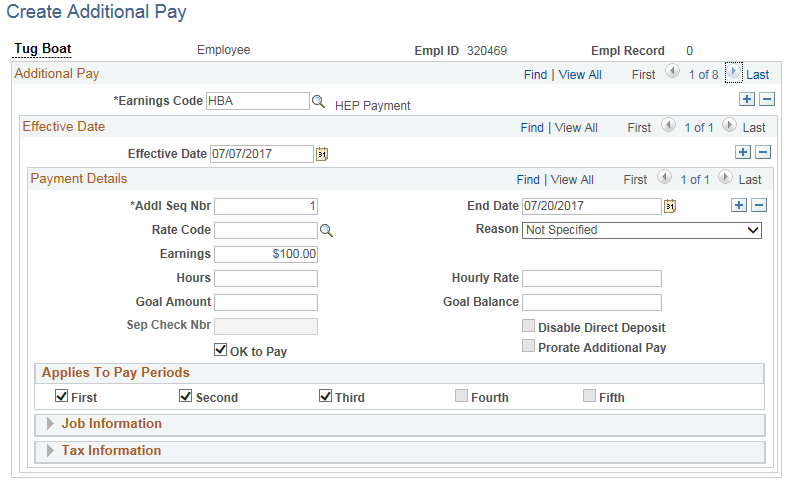 Create Additional Pay
Tug Boat Employee Empl ID 320469 Empl Record 0
Additional Pay Find | View All First 1 of 8 Last
*Earnings Code HBA HEP Payment
Effective Date Find | View All First 1 of 1 Last
Effective Date 07/07/2017 31
Payment Details Find | View All First 1 of 1 Last
*Addl Seq Nbr 1 End Date 07/20/2017 31
Rate Code Reason Not Specified
Earnings $100.00
Hours Hourly Rate
Goal Amount Goal Balance
Sep Check Nbr Disable Direct Deposit
OK to Pay Prorate Additional Pay
Applies To Pay Periods
First Second Third Fourth Fifth
Job Information
Tax Information